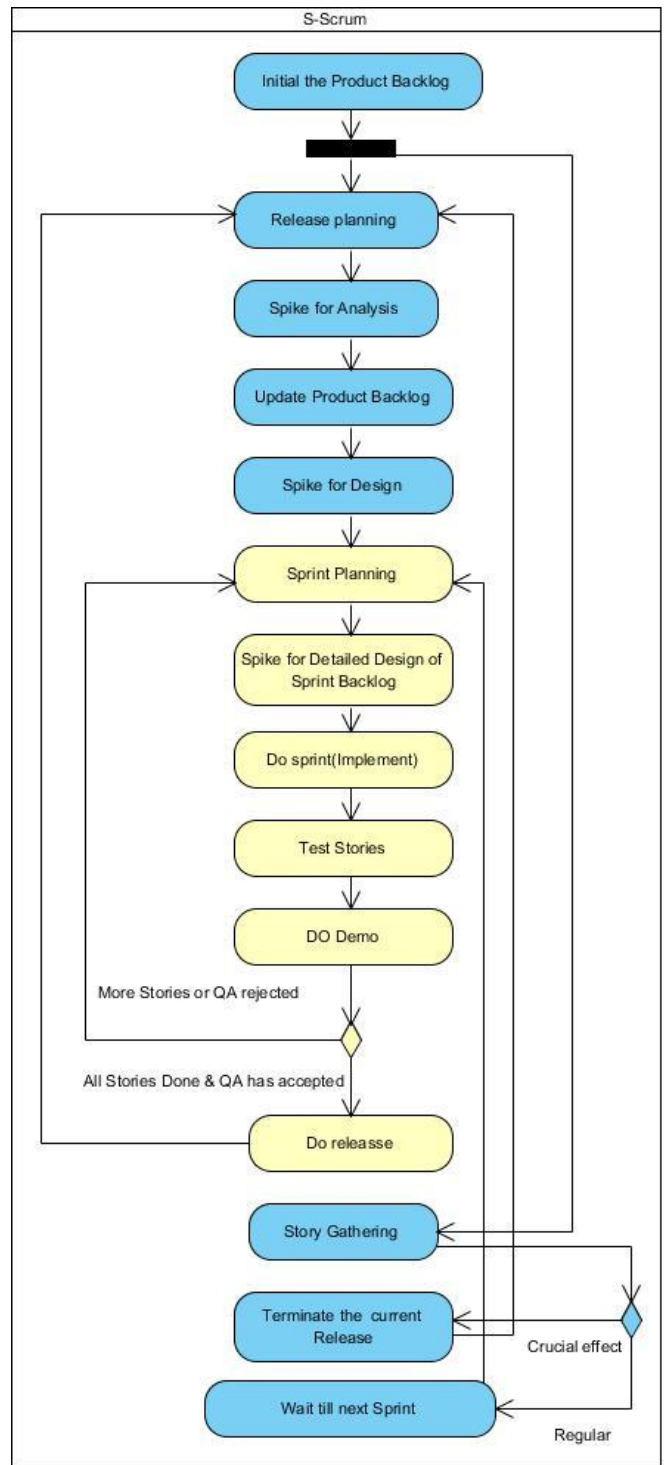 S-Scrum
Initial the Product Backlog
Release planning
Spike for Analysis
Update Product Backlog
Spike for Design
Sprint Planning
Spike for Detailed Design of
Sprint Backlog
Do sprint(Implement)
Test Stories
DO Demo
More Stories or QA rejected
All Stories Done & QA has accepted
Do releasse
Story Gathering
Terminate the current
Release
Crucial effect
Wait till next Sprint
Regular